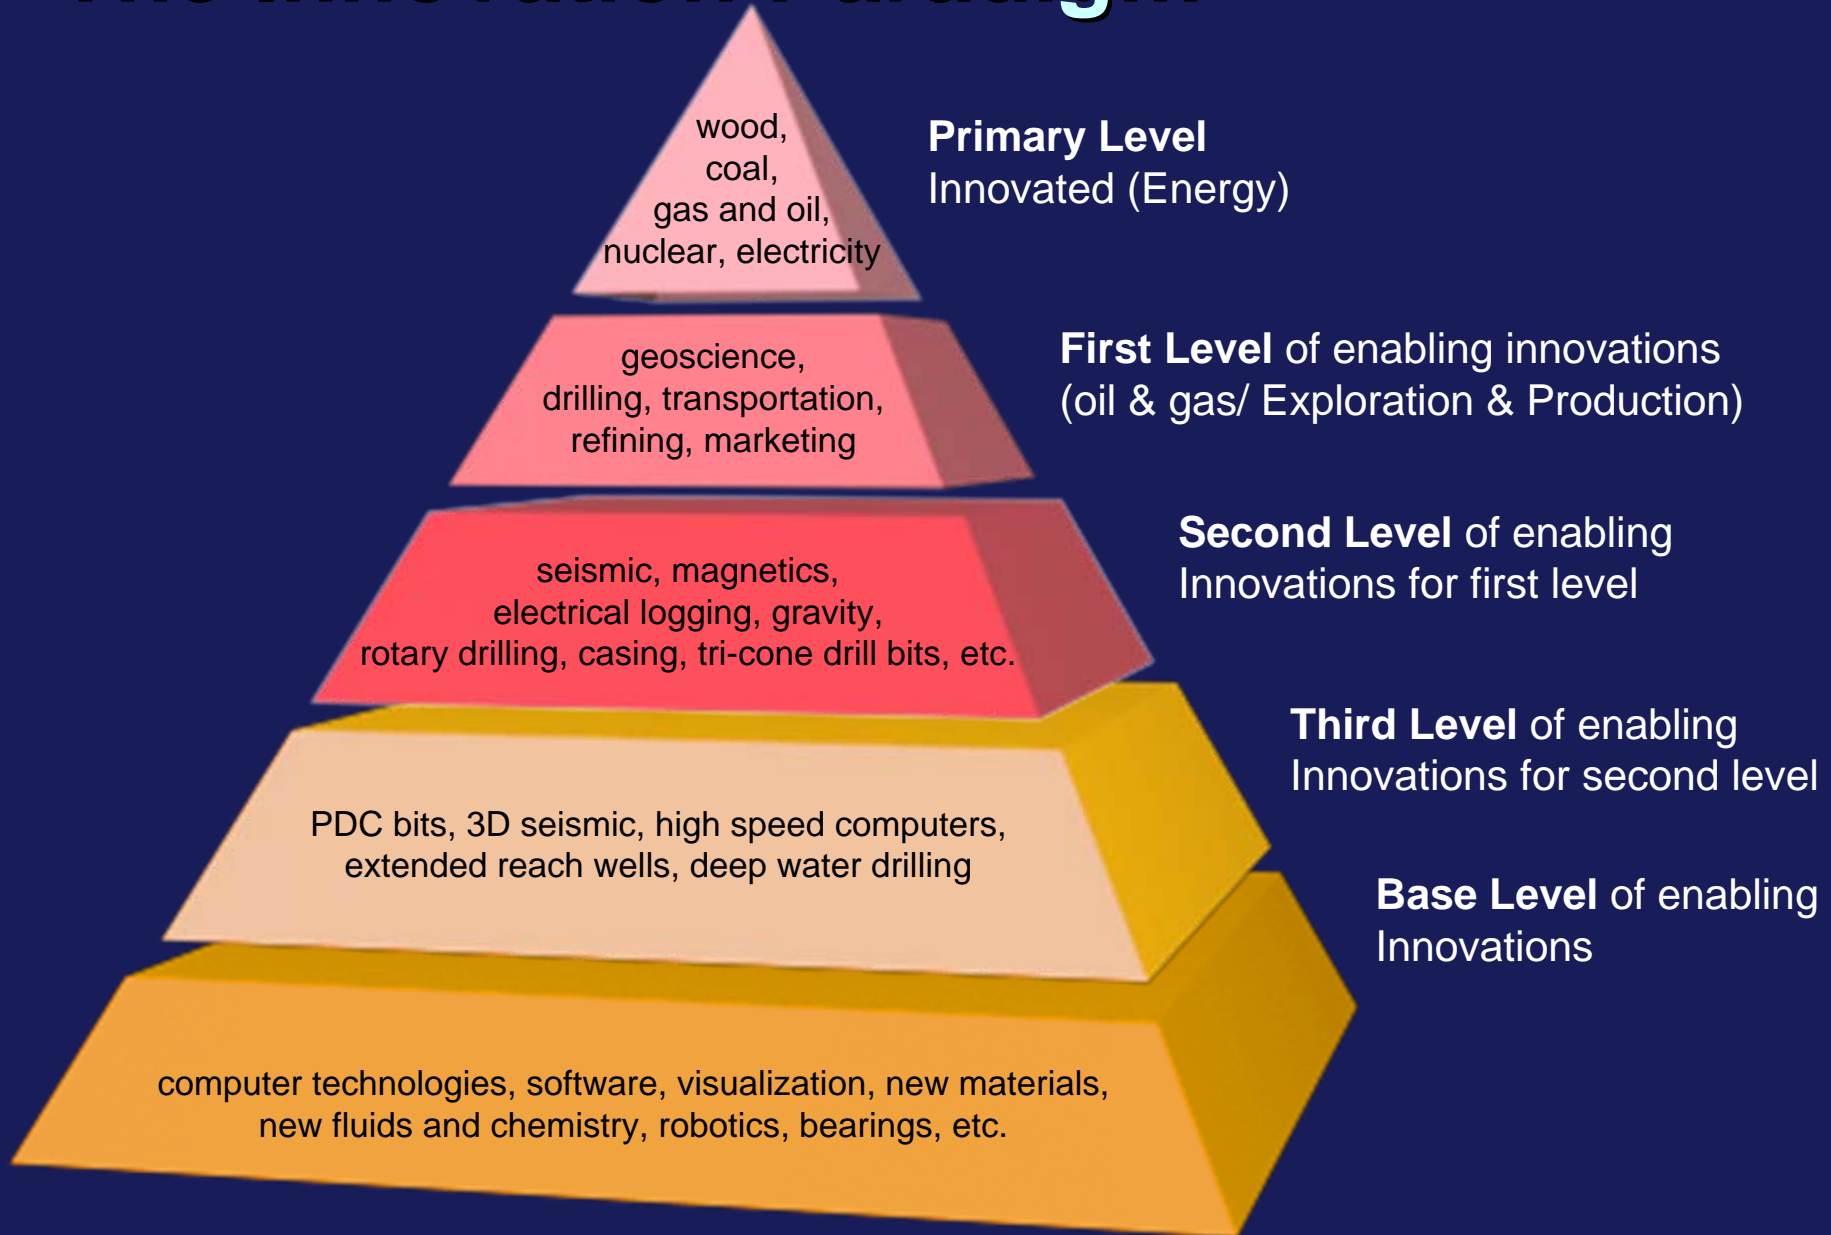 The Innovation Paradigm
wood,
coal,
gas and oil,
nuclear, electricity
Primary Level
Innovated (Energy)
geoscience,
drilling, transportation,
refining, marketing
First Level of enabling innovations
(oil & gas/ Exploration & Production)
seismic, magnetics,
electrical logging, gravity,
rotary drilling, casing, tri-cone drill bits, etc.
Second Level of enabling
Innovations for first level
PDC bits, 3D seismic, high speed computers,
extended reach wells, deep water drilling
Third Level of enabling
Innovations for second level
computer technologies, software, visualization, new materials,
new fluids and chemistry, robotics, bearings, etc.
Base Level of enabling
Innovations